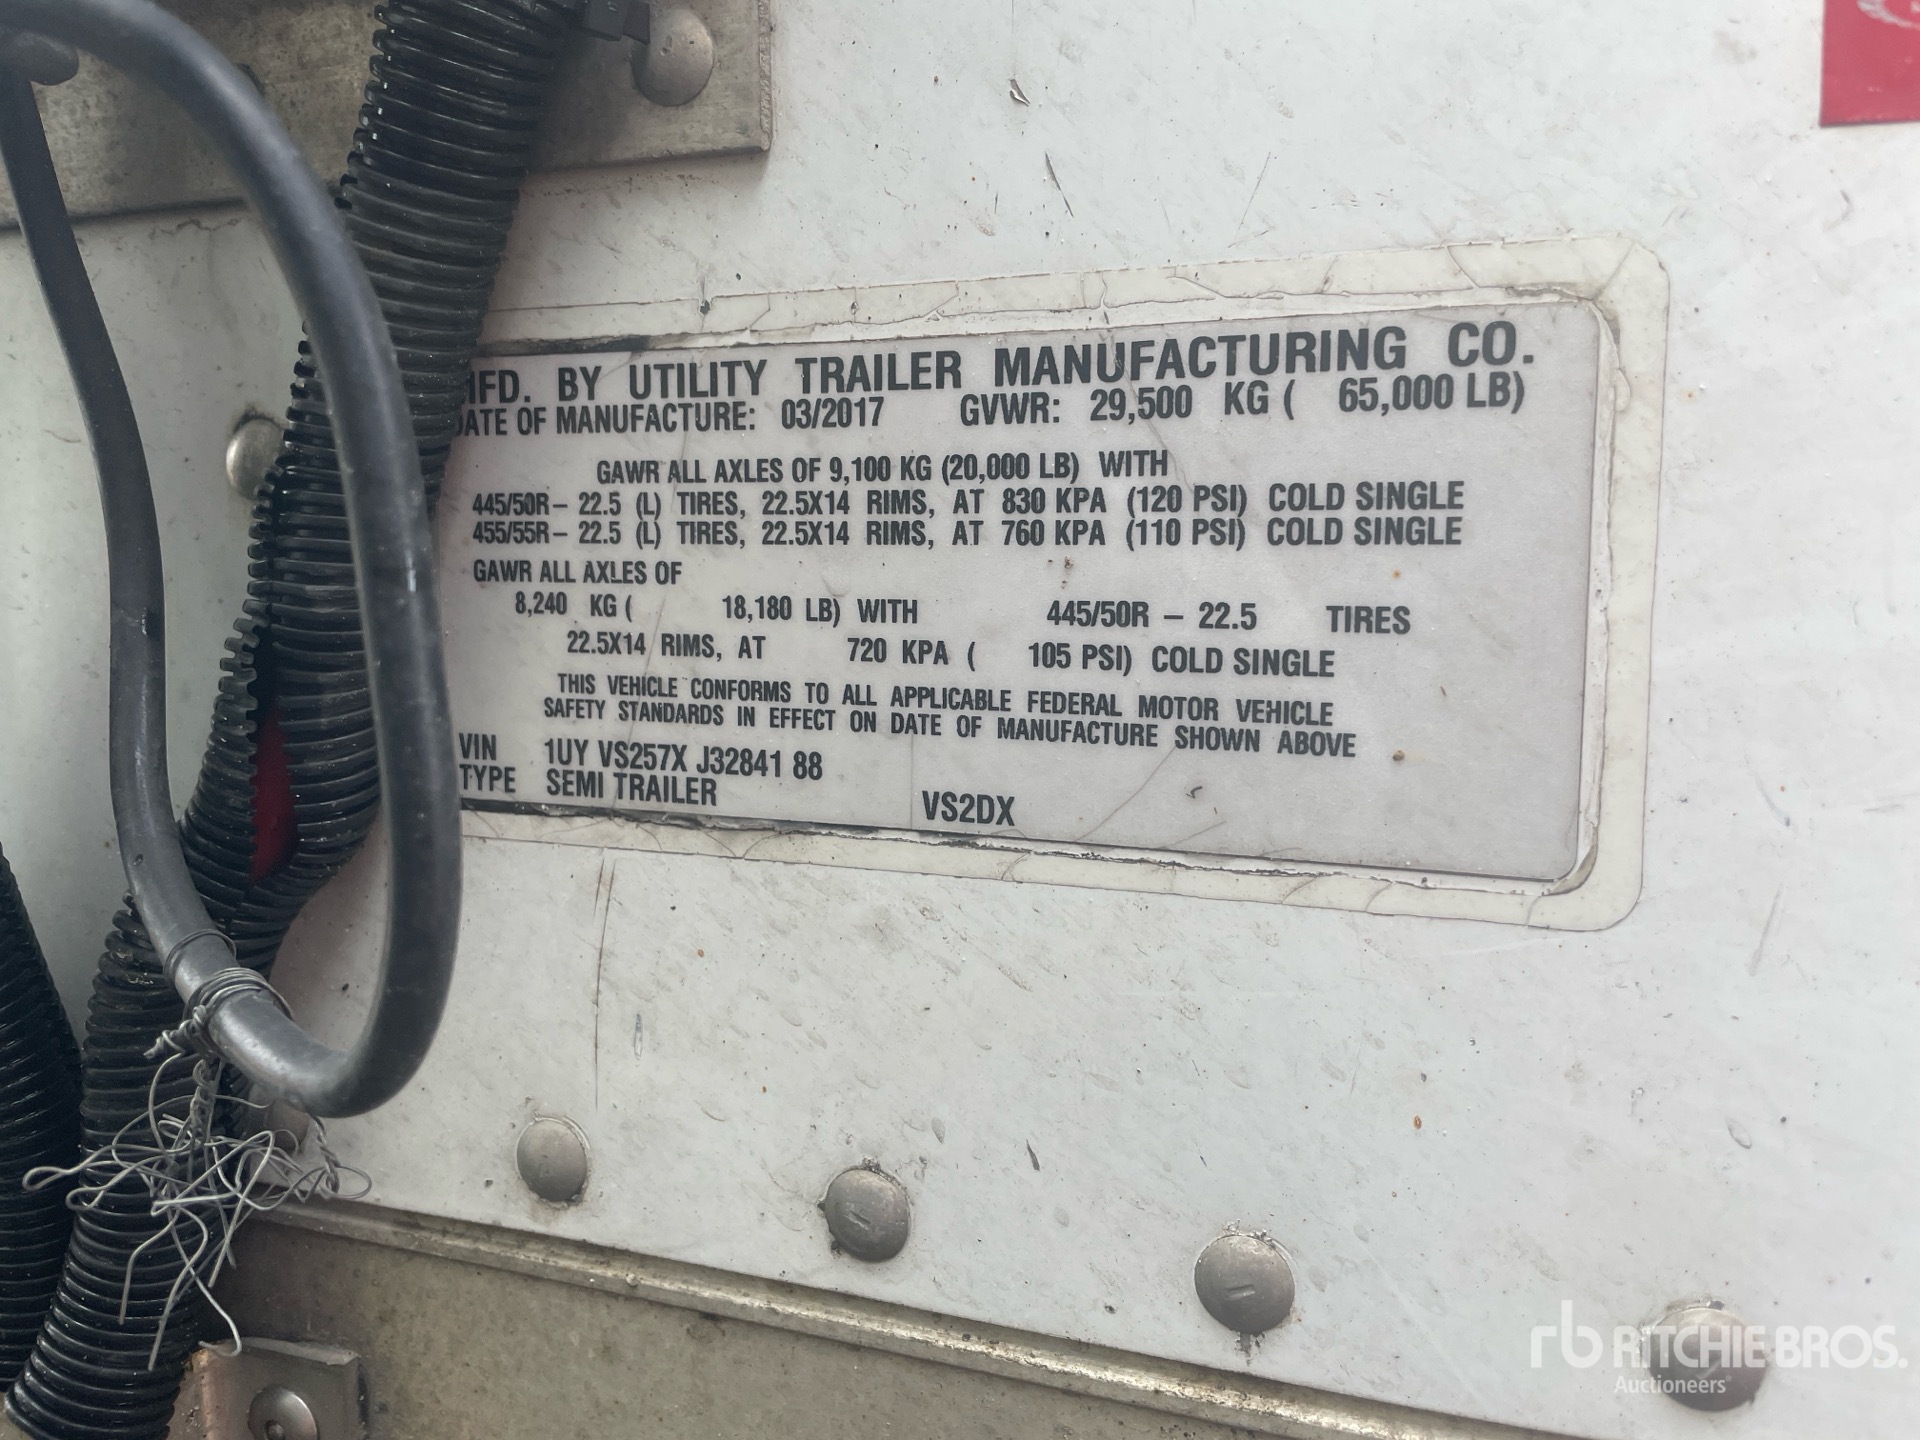 MFD. BY UTILITY TRAILER MANUFACTURING CO.
DATE OF MANUFACTURE: 03/2017 GVWR: 29,500 KG ( 65,000 LB)
GAWR ALL AXLES OF 9,100 KG (20,000 LB) WITH
445/50R– 22.5 (L) TIRES, 22.5X14 RIMS, AT 830 KPA (120 PSI) COLD SINGLE
455/55R– 22.5 (L) TIRES, 22.5X14 RIMS, AT 760 KPA (110 PSI) COLD SINGLE
GAWR ALL AXLES OF
8,240 KG ( 18,180 LB) WITH 445/50R – 22.5 TIRES
22.5X14 RIMS, AT 720 KPA ( 105 PSI) COLD SINGLE
THIS VEHICLE CONFORMS TO ALL APPLICABLE FEDERAL MOTOR VEHICLE
SAFETY STANDARDS IN EFFECT ON DATE OF MANUFACTURE SHOWN ABOVE
VIN 1UY VS257X J32841 88
TYPE SEMI TRAILER VS2DX
rb RITCHIE BROS.
Auctioneers